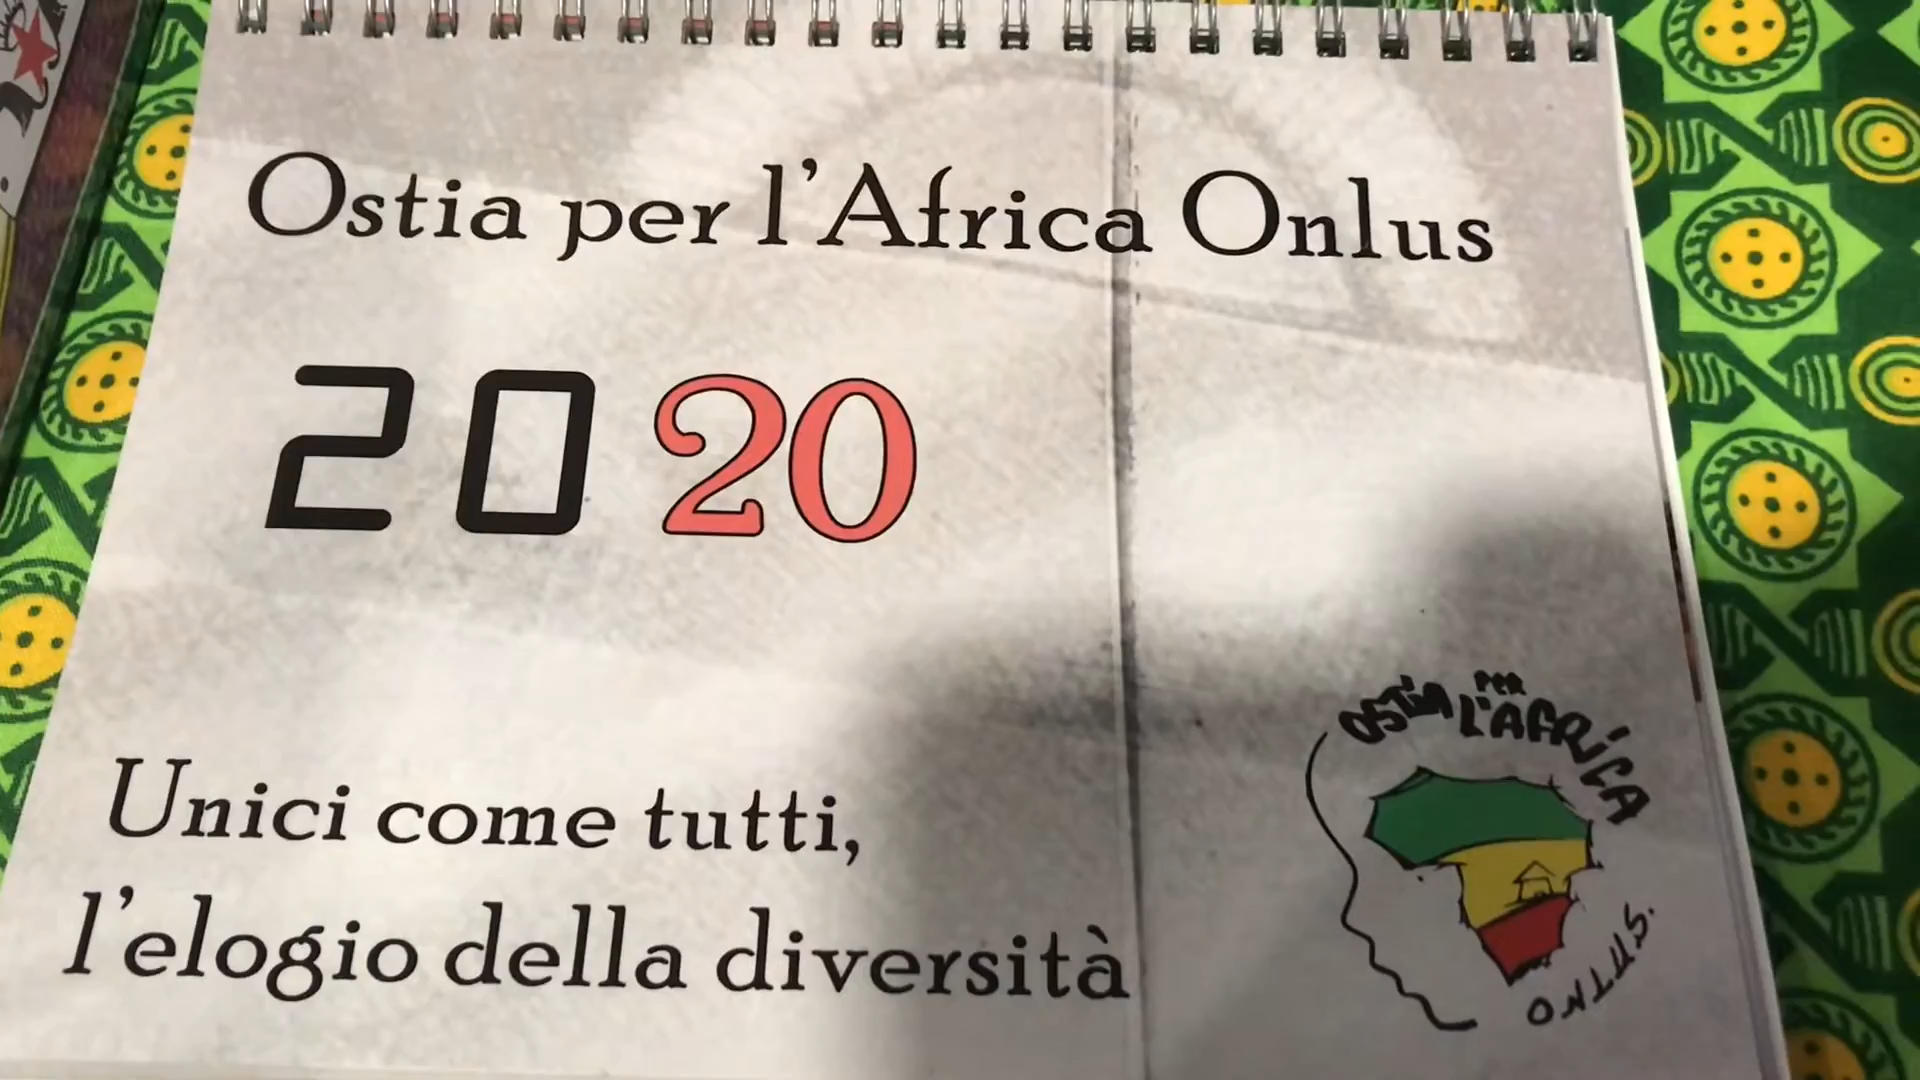 Ostia per l'Africa Onlus
2020
Unici come tutti,
l'elogio della diversità
OSTIA PER L'AFRICA
ONLUS.